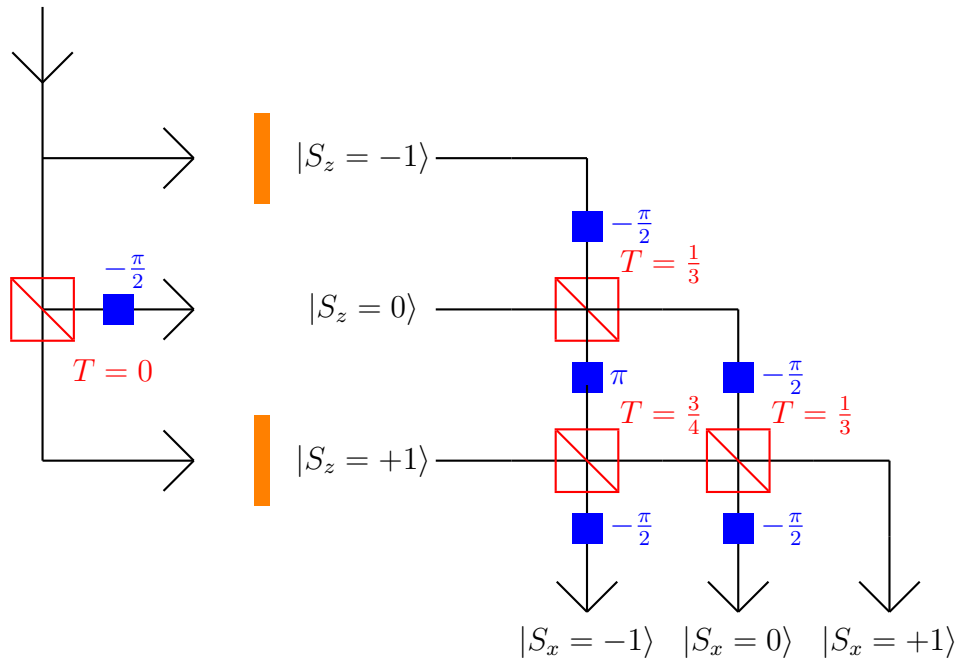 |S_z = −1⟩
−π/2
T = 1/3
−π/2
|S_z = 0⟩
T = 0
π
−π/2
T = 3/4
T = 1/3
|S_z = +1⟩
−π/2
−π/2
|S_x = −1⟩ |S_x = 0⟩ |S_x = +1⟩